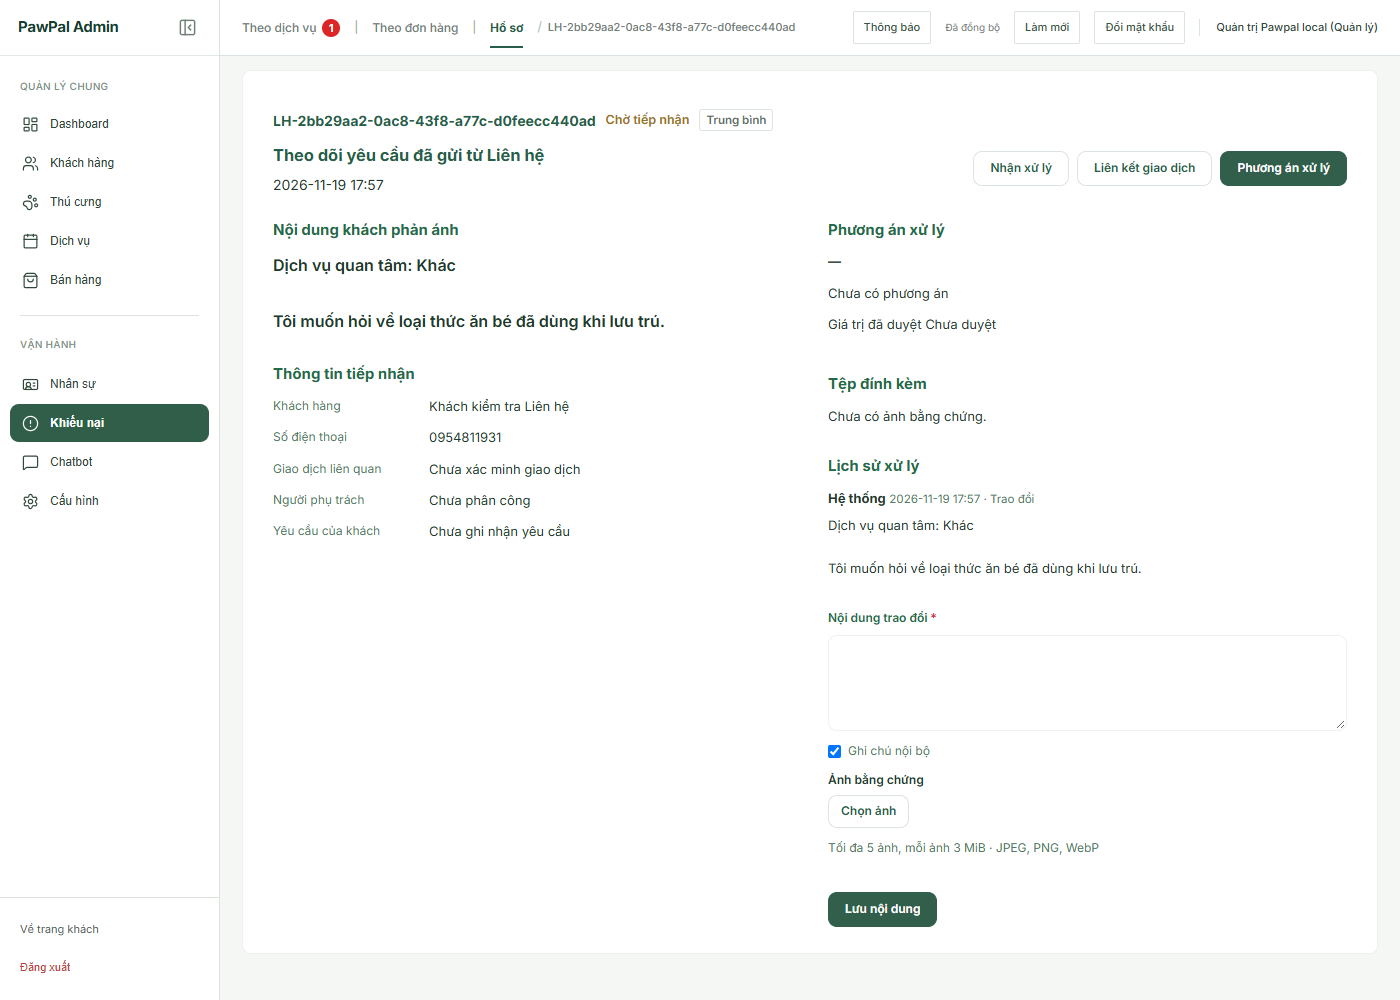 PawPal Admin
Theo dịch vụ 1 | Theo đơn hàng | Hồ sơ / LH-2bb29aa2-0ac8-43f8-a77c-d0feecc440ad
Thông báo Đã đồng bộ Làm mới Đổi mật khẩu Quản trị Pawpal local (Quản lý)
QUẢN LÝ CHUNG
Dashboard
Khách hàng
Thú cưng
Dịch vụ
Bán hàng
VẬN HÀNH
Nhân sự
Khiếu nại
Chatbot
Cấu hình
Về trang khách
Đăng xuất
LH-2bb29aa2-0ac8-43f8-a77c-d0feecc440ad Chờ tiếp nhận Trung bình
Theo dõi yêu cầu đã gửi từ Liên hệ
2026-11-19 17:57
Nhận xử lý Liên kết giao dịch Phương án xử lý
Nội dung khách phản ánh
Dịch vụ quan tâm: Khác
Tôi muốn hỏi về loại thức ăn bé đã dùng khi lưu trú.
Thông tin tiếp nhận
Khách hàng Khách kiểm tra Liên hệ
Số điện thoại 0954811931
Giao dịch liên quan Chưa xác minh giao dịch
Người phụ trách Chưa phân công
Yêu cầu của khách Chưa ghi nhận yêu cầu
Phương án xử lý
—
Chưa có phương án
Giá trị đã duyệt Chưa duyệt
Tệp đính kèm
Chưa có ảnh bằng chứng.
Lịch sử xử lý
Hệ thống 2026-11-19 17:57 · Trao đổi
Dịch vụ quan tâm: Khác
Tôi muốn hỏi về loại thức ăn bé đã dùng khi lưu trú.
Nội dung trao đổi *
Ghi chú nội bộ
Ảnh bằng chứng
Chọn ảnh
Tối đa 5 ảnh, mỗi ảnh 3 MiB · JPEG, PNG, WebP
Lưu nội dung